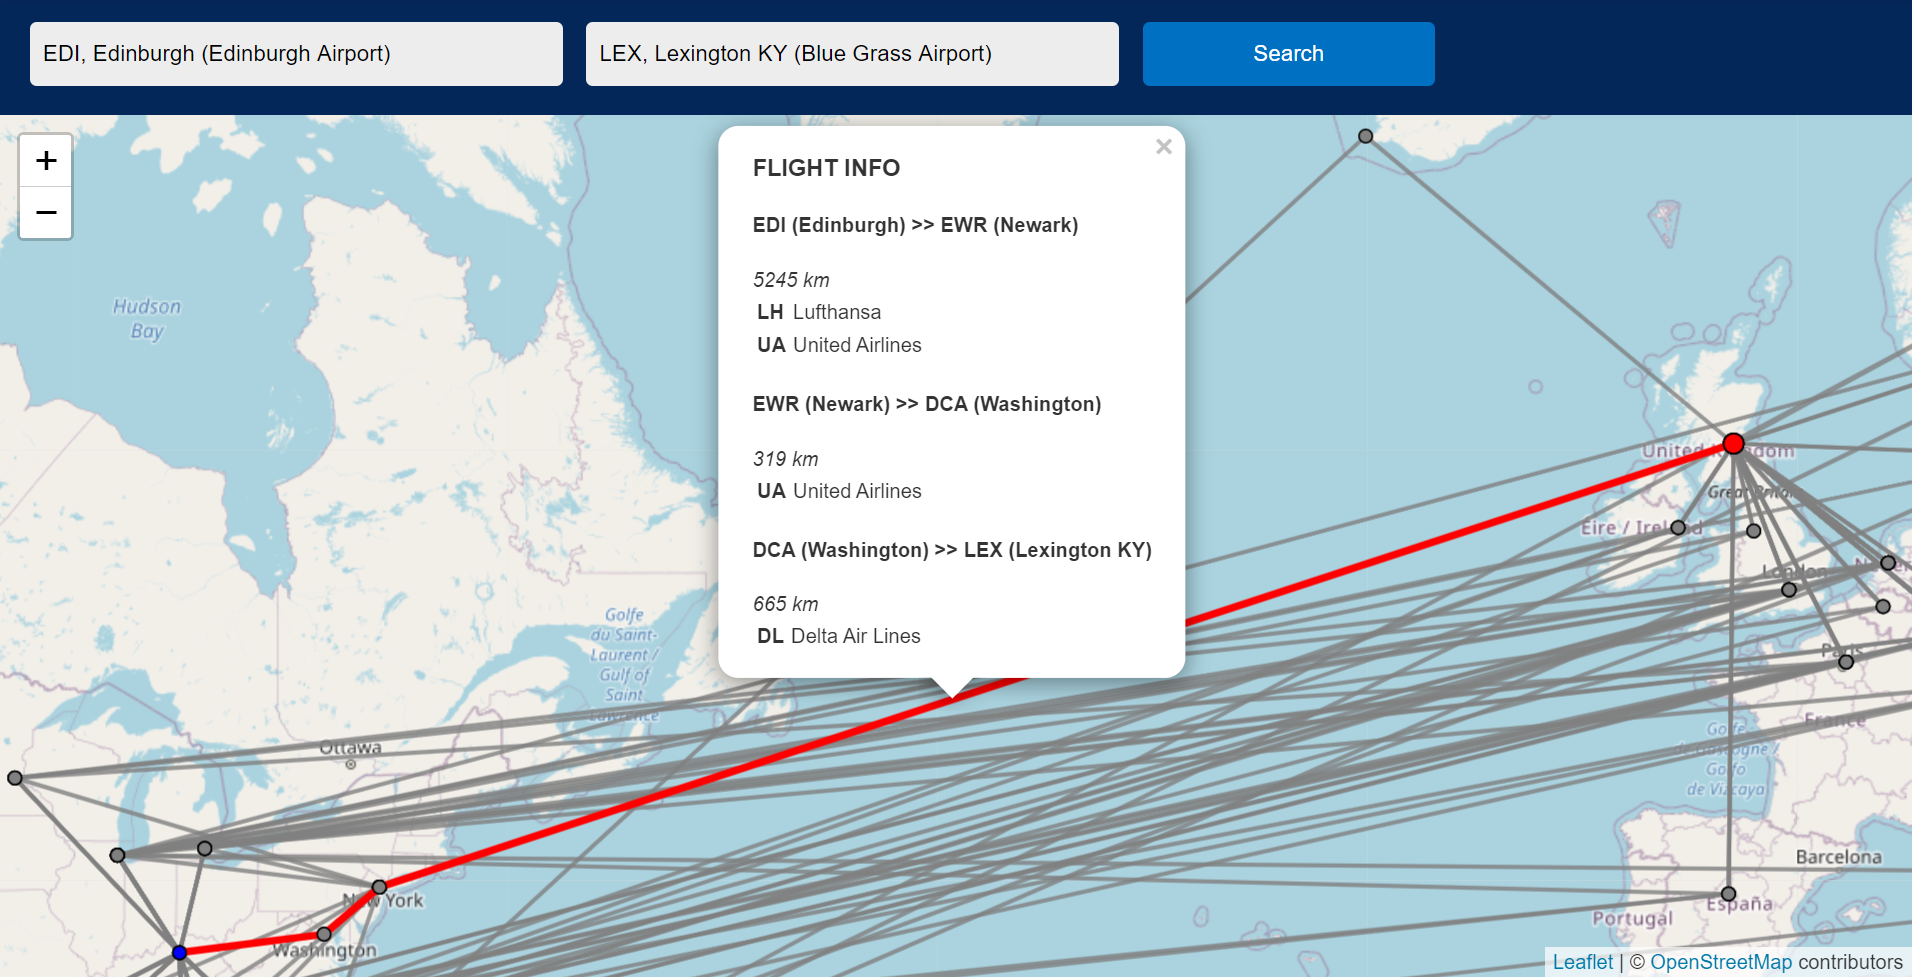 EDI, Edinburgh (Edinburgh Airport)
LEX, Lexington KY (Blue Grass Airport)
Search
+
−
×
FLIGHT INFO
EDI (Edinburgh) >> EWR (Newark)
5245 km
LH Lufthansa
UA United Airlines
EWR (Newark) >> DCA (Washington)
319 km
UA United Airlines
DCA (Washington) >> LEX (Lexington KY)
665 km
DL Delta Air Lines
Hudson
Bay
United Kingdom
Great Britain
Éire / Ireland
London
Golfe
du Saint-
Laurent /
Gulf of
Saint
Lawrence
Paris
France
Golfe
de Gascogne /
Golfo
de Vizcaya
Ottawa
Barcelona
New York
España
Portugal
Washington
Leaflet | © OpenStreetMap contributors